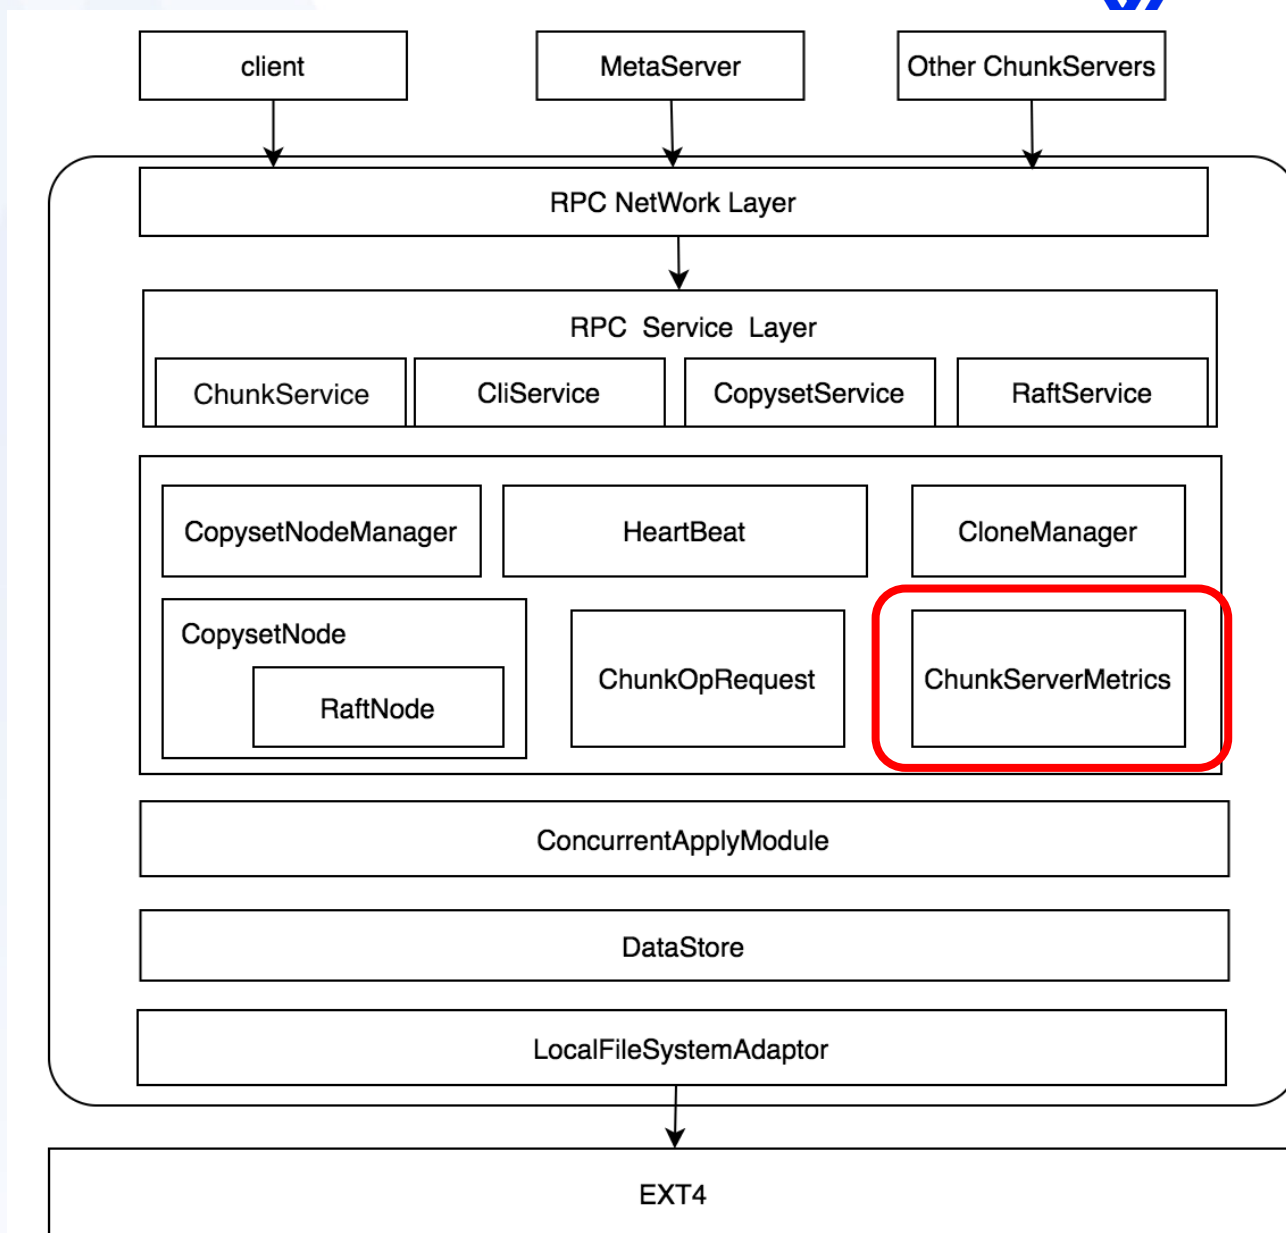 client
MetaServer
Other ChunkServers
RPC NetWork Layer
RPC Service Layer
ChunkService
CliService
CopysetService
RaftService
CopysetNodeManager
HeartBeat
CloneManager
CopysetNode
RaftNode
ChunkOpRequest
ChunkServerMetrics
ConcurrentApplyModule
DataStore
LocalFileSystemAdaptor
EXT4